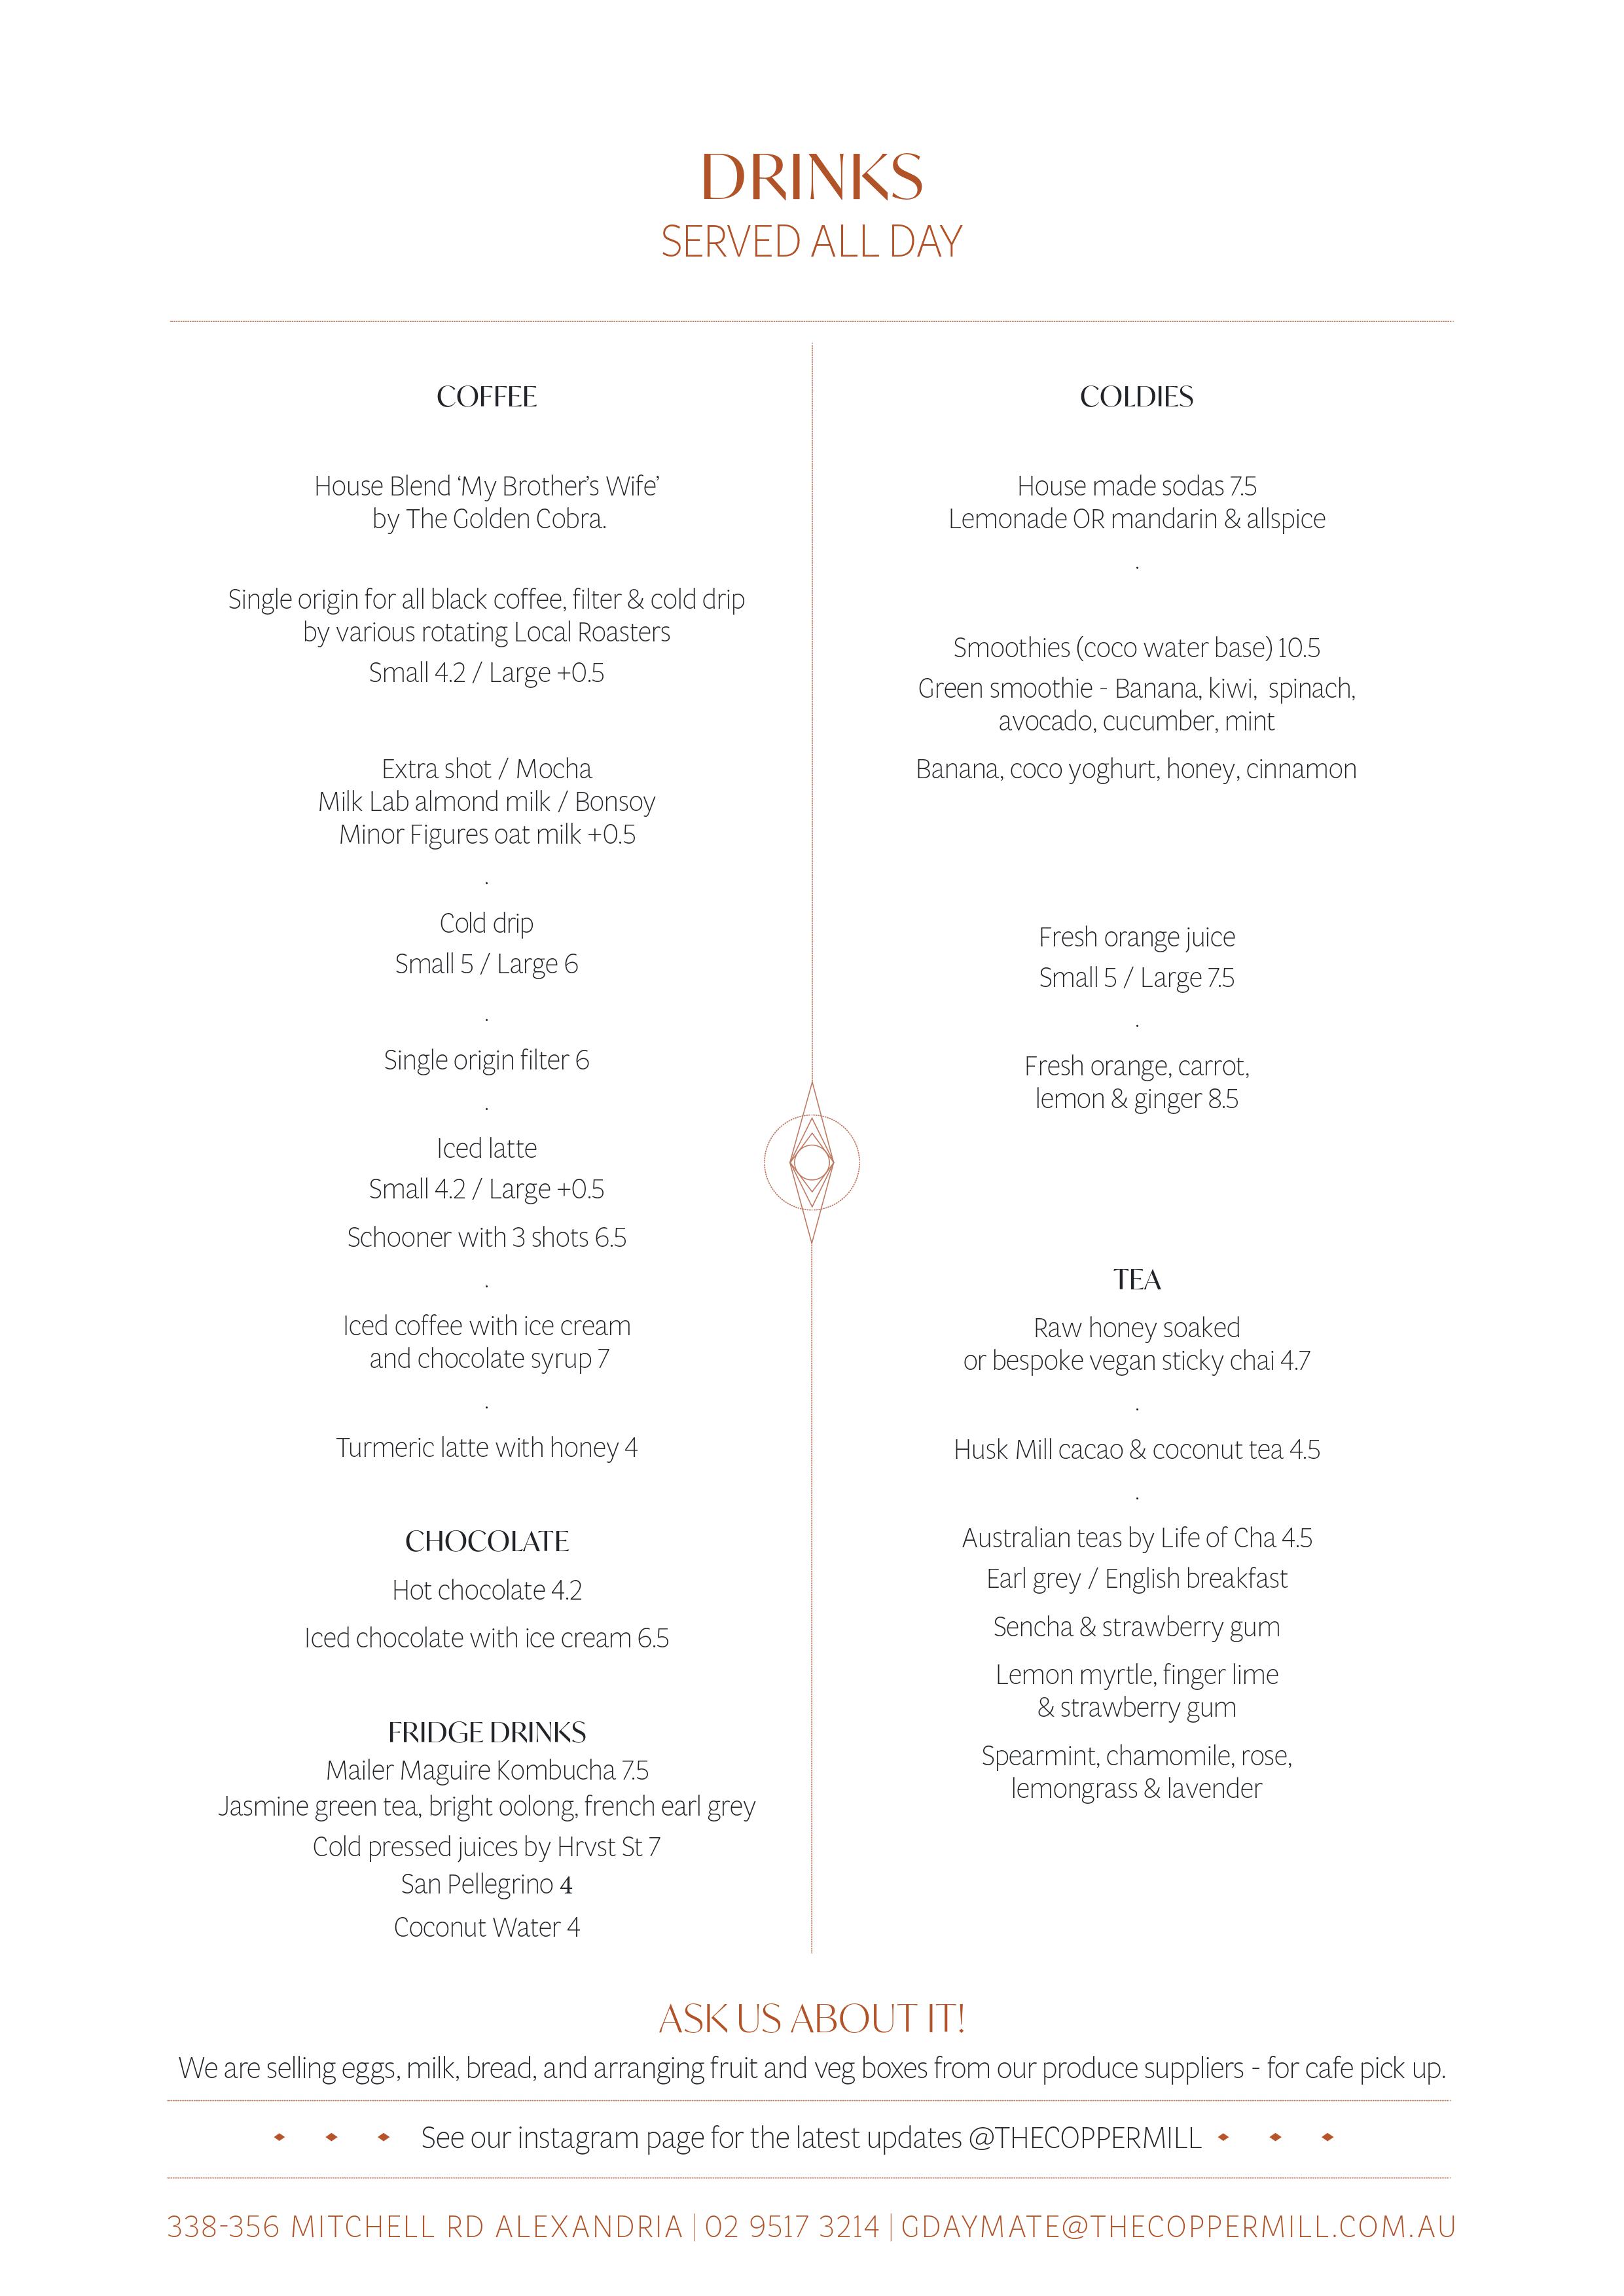 DRINKS
SERVED ALL DAY
COFFEE
House Blend ‘My Brother’s Wife’
by The Golden Cobra.
Single origin for all black coffee, filter & cold drip
by various rotating Local Roasters
Small 4.2 / Large +0.5
Extra shot / Mocha
Milk Lab almond milk / Bonsoy
Minor Figures oat milk +0.5
.
Cold drip
Small 5 / Large 6
.
Single origin filter 6
.
Iced latte
Small 4.2 / Large +0.5
Schooner with 3 shots 6.5
.
Iced coffee with ice cream
and chocolate syrup 7
.
Turmeric latte with honey 4
CHOCOLATE
Hot chocolate 4.2
Iced chocolate with ice cream 6.5
FRIDGE DRINKS
Mailer Maguire Kombucha 7.5
Jasmine green tea, bright oolong, french earl grey
Cold pressed juices by Hrvst St 7
San Pellegrino 4
Coconut Water 4
COLDIES
House made sodas 7.5
Lemonade OR mandarin & allspice
.
Smoothies (coco water base) 10.5
Green smoothie - Banana, kiwi, spinach,
avocado, cucumber, mint
Banana, coco yoghurt, honey, cinnamon
Fresh orange juice
Small 5 / Large 7.5
.
Fresh orange, carrot,
lemon & ginger 8.5
TEA
Raw honey soaked
or bespoke vegan sticky chai 4.7
.
Husk Mill cacao & coconut tea 4.5
.
Australian teas by Life of Cha 4.5
Earl grey / English breakfast
Sencha & strawberry gum
Lemon myrtle, finger lime
& strawberry gum
Spearmint, chamomile, rose,
lemongrass & lavender
ASK US ABOUT IT!
We are selling eggs, milk, bread, and arranging fruit and veg boxes from our produce suppliers - for cafe pick up.
See our instagram page for the latest updates @THECOPPERMILL
338-356 MITCHELL RD ALEXANDRIA | 02 9517 3214 | GDAYMATE@THECOPPERMILL.COM.AU